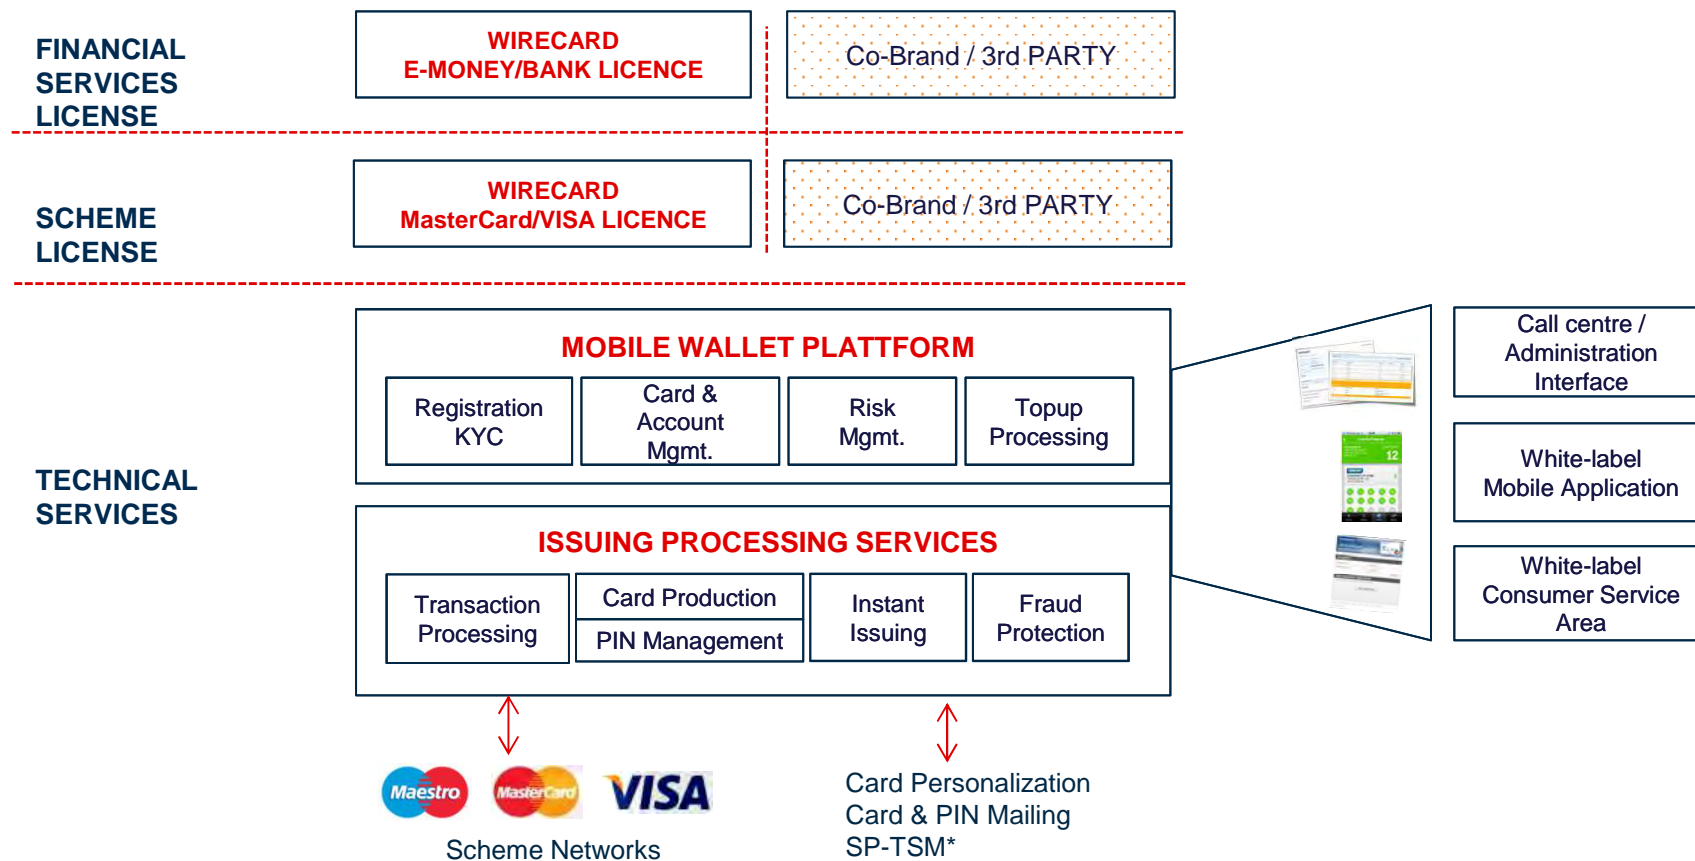 FINANCIAL
SERVICES
LICENSE
WIRECARD
E-MONEY/BANK LICENCE
Co-Brand / 3rd PARTY
SCHEME
LICENSE
WIRECARD
MasterCard/VISA LICENCE
Co-Brand / 3rd PARTY
TECHNICAL
SERVICES
MOBILE WALLET PLATTFORM
Registration
KYC
Card &
Account
Mgmt.
Risk
Mgmt.
Topup
Processing
ISSUING PROCESSING SERVICES
Transaction
Processing
Card Production
PIN Management
Instant
Issuing
Fraud
Protection
12
Call centre /
Administration
Interface
White-label
Mobile Application
White-label
Consumer Service
Area
Maestro
MasterCard
VISA
Scheme Networks
Card Personalization
Card & PIN Mailing
SP-TSM*